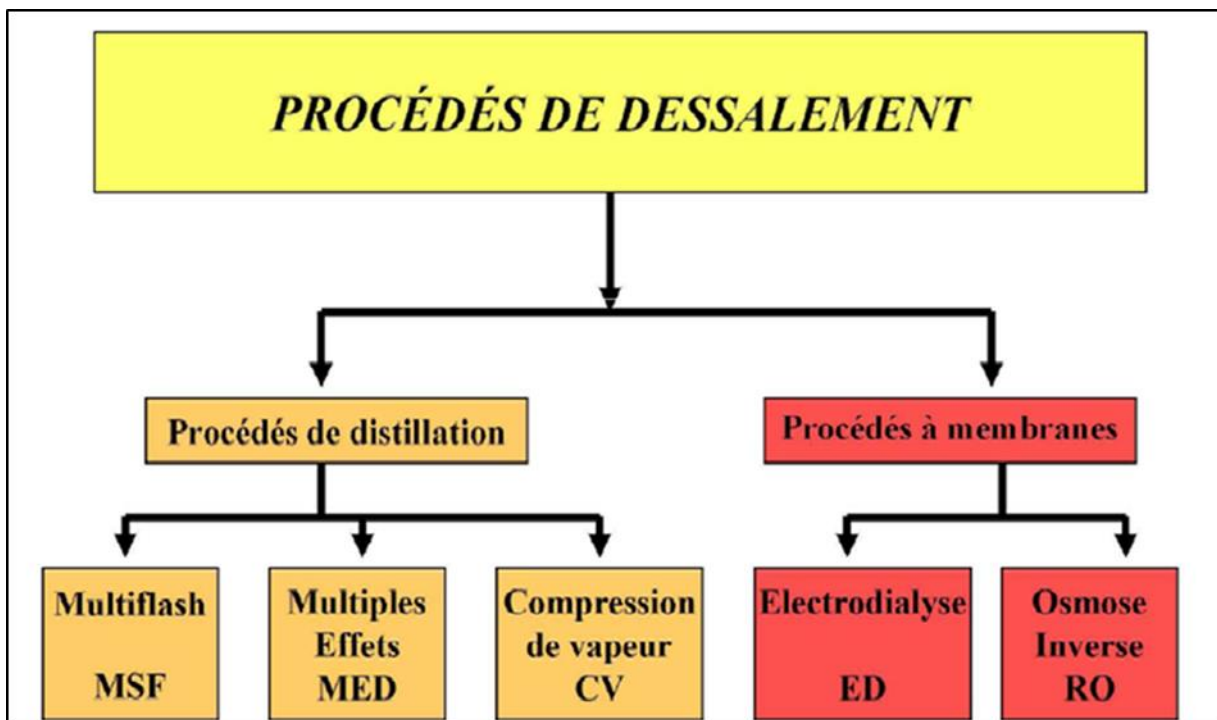 PROCÉDÉS DE DESSALEMENT
Procédés de distillation
Procédés à membranes
Multiflash
MSF
Multiples
Effets
MED
Compression
de vapeur
CV
Electrodialyse
ED
Osmose
Inverse
RO